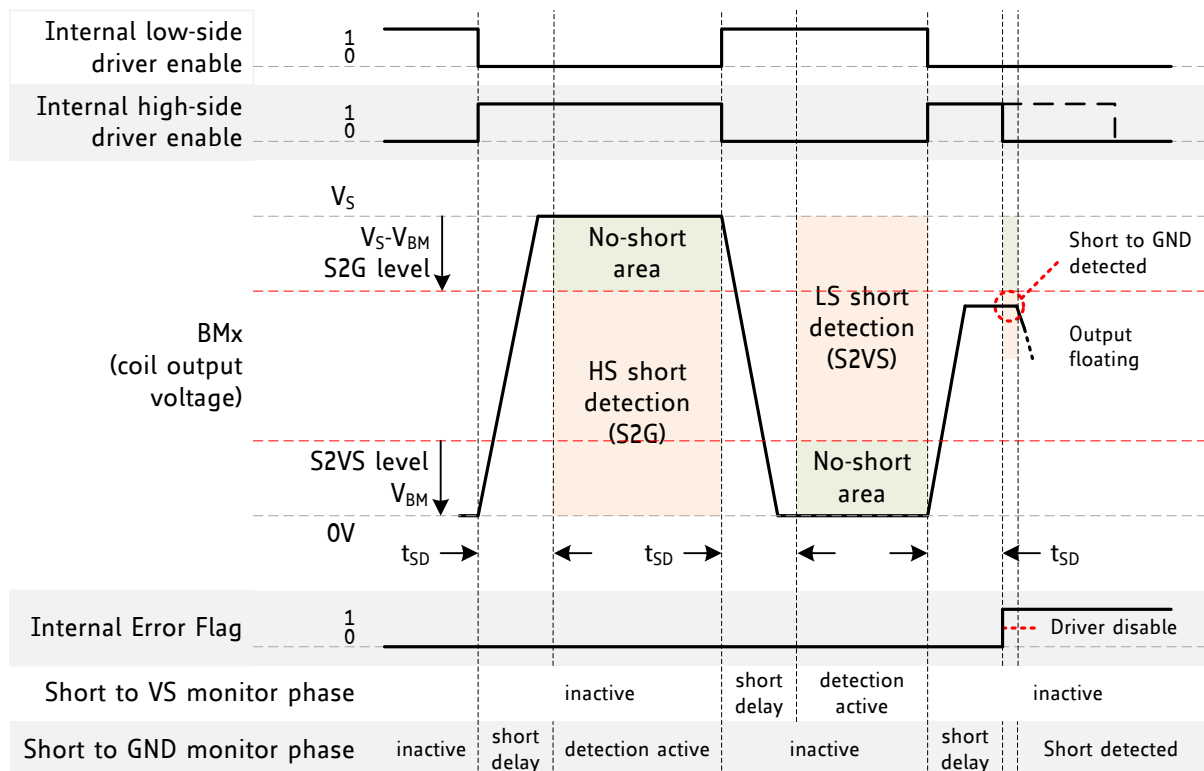 Internal low-side
driver enable
1
0
Internal high-side
driver enable
1
0
VS
VS-VBM
S2G level
No-short
area
Short to GND
detected
BMx
(coil output
voltage)
HS short
detection
(S2G)
LS short
detection
(S2VS)
Output
floating
S2VS level
VBM
No-short
area
0V
tSD
tSD
tSD
Internal Error Flag
1
0
Driver disable
Short to VS monitor phase
inactive
short
delay
detection
active
inactive
Short to GND monitor phase
inactive
short
delay
detection active
inactive
short
delay
Short detected